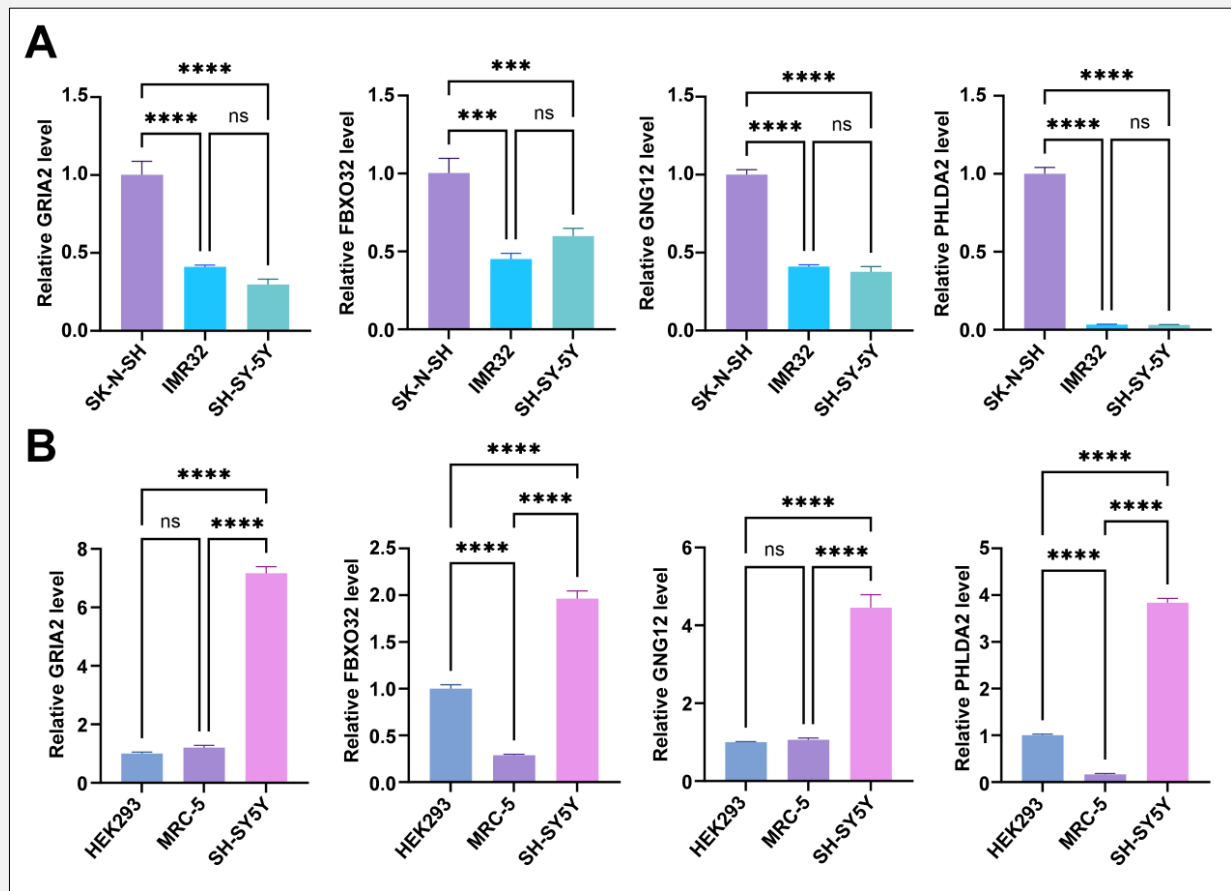 A
Relative GRIA2 level
1.5
1.0
0.5
0.0
****
****
ns
SK-N-SH
IMR32
SH-SY-5Y
Relative FBXO32 level
1.5
1.0
0.5
0.0
***
***
ns
SK-N-SH
IMR32
SH-SY-5Y
Relative GNG12 level
1.5
1.0
0.5
0.0
****
****
ns
SK-N-SH
IMR32
SH-SY-5Y
Relative PHLDA2 level
1.5
1.0
0.5
0.0
****
****
ns
SK-N-SH
IMR32
SH-SY-5Y
B
Relative GRIA2 level
8
6
4
2
0
****
ns
****
HEK293
MRC-5
SH-SY5Y
Relative FBXO32 level
2.5
2.0
1.5
1.0
0.5
0.0
****
****
****
HEK293
MRC-5
SH-SY5Y
Relative GNG12 level
6
4
2
0
****
ns
****
HEK293
MRC-5
SH-SY5Y
Relative PHLDA2 level
5
4
3
2
1
0
****
****
****
HEK293
MRC-5
SH-SY5Y